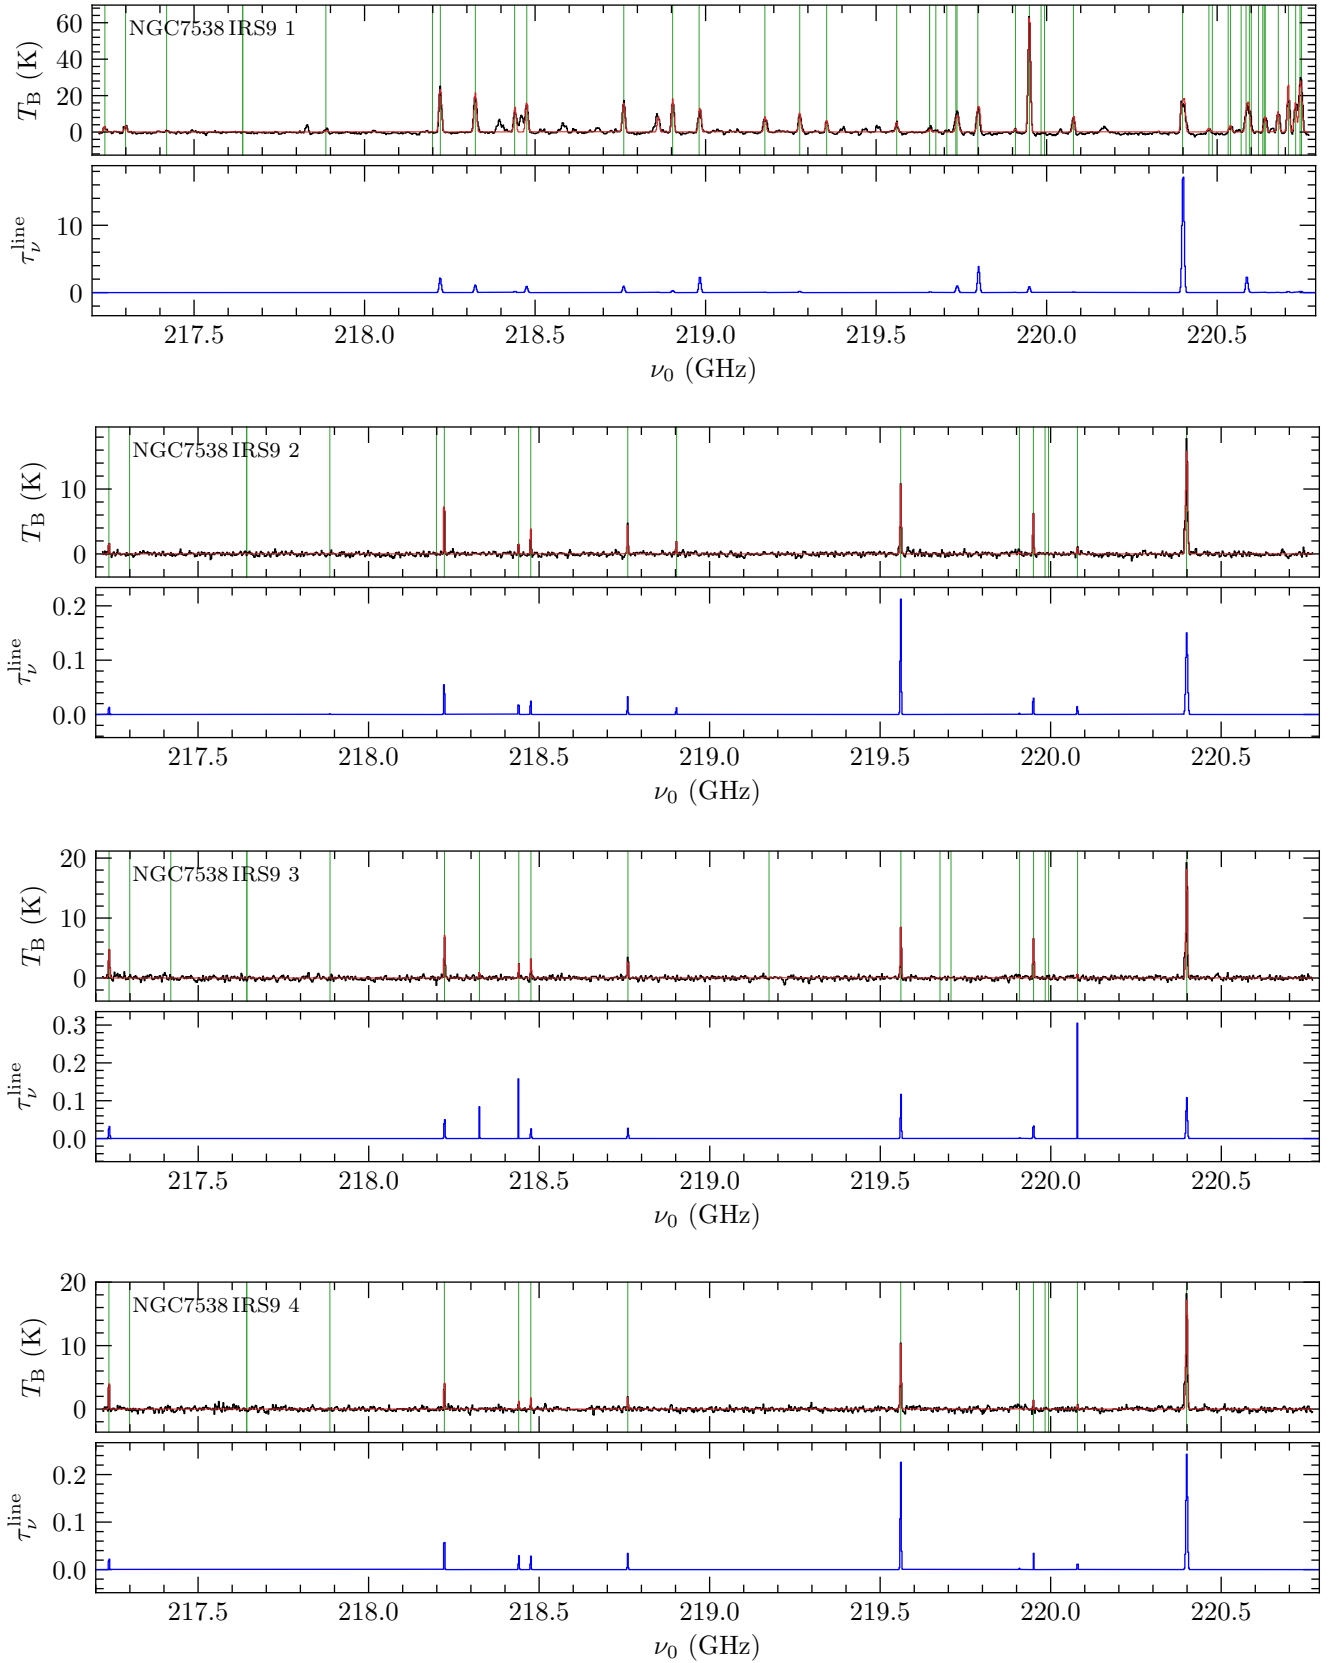 NGC7538 IRS9 1
T_B (K)
60
40
20
0
τ_ν^line
10
0
217.5 218.0 218.5 219.0 219.5 220.0 220.5
ν_0 (GHz)
NGC7538 IRS9 2
T_B (K)
10
0
τ_ν^line
0.2
0.1
0.0
217.5 218.0 218.5 219.0 219.5 220.0 220.5
ν_0 (GHz)
NGC7538 IRS9 3
T_B (K)
20
10
0
τ_ν^line
0.3
0.2
0.1
0.0
217.5 218.0 218.5 219.0 219.5 220.0 220.5
ν_0 (GHz)
NGC7538 IRS9 4
T_B (K)
20
10
0
τ_ν^line
0.2
0.1
0.0
217.5 218.0 218.5 219.0 219.5 220.0 220.5
ν_0 (GHz)